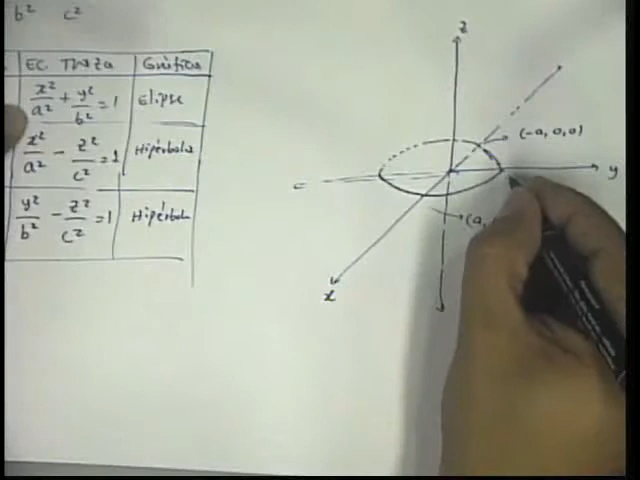 b² c²
EC. Traza Gráfica
x²/a² + y²/b² = 1 Elipse
x²/a² - z²/c² = 1 Hipérbola
y²/b² - z²/c² = 1 Hipérbola
z
(-a, 0, 0)
y
(a,
x